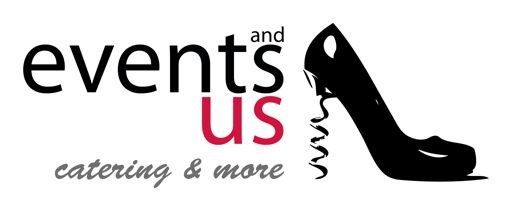 and
events
us
catering & more